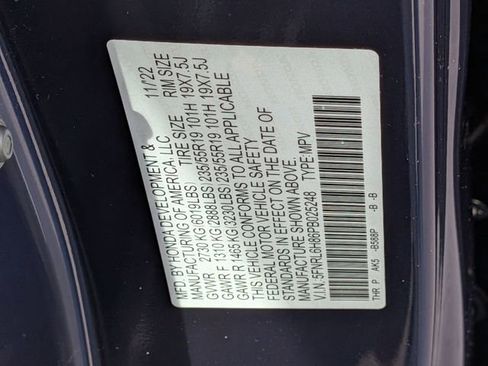 MFD. BY HONDA DEVELOPMENT & 11/22
MANUFACTURING OF AMERICA, LLC
TIRE SIZE RIM SIZE
GVWR 2730 KG(6019LBS)
GAWR F 1310 KG(2888LBS) 235/55R19 101H 19X7.5J
GAWR R 1465 KG(3230LBS) 235/55R19 101H 19X7.5J
THIS VEHICLE CONFORMS TO ALL APPLICABLE
FEDERAL MOTOR VEHICLE SAFETY
STANDARDS IN EFFECT ON THE DATE OF
MANUFACTURE SHOWN ABOVE.
V.I.N. 5FNRL6H86PB025248 TYPE:MPV
THR P AK5 -B588P -B -B